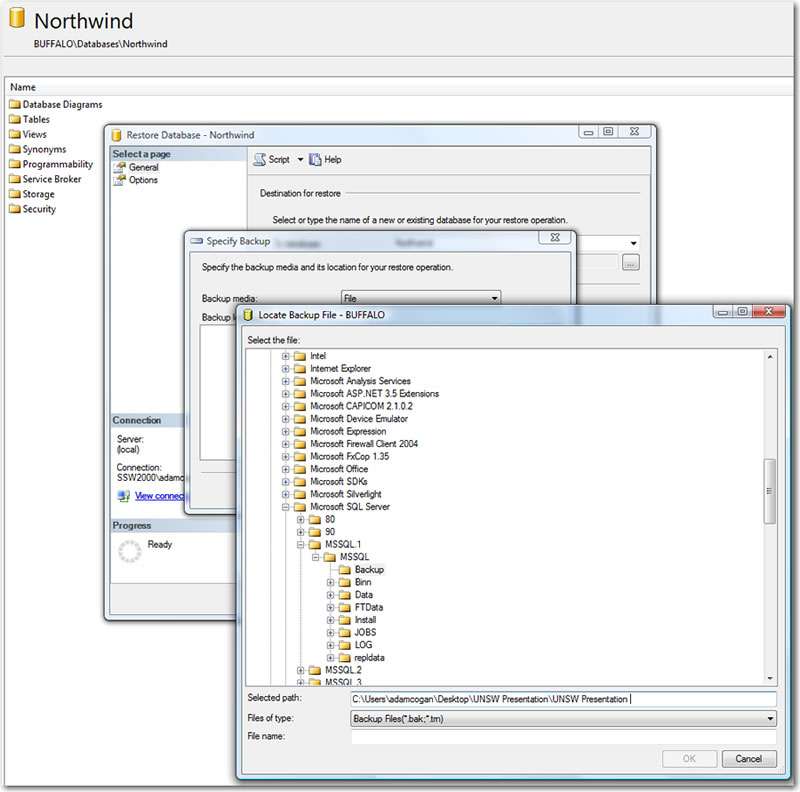 Northwind
BUFFALO\Databases\Northwind
Name
Database Diagrams
Tables
Views
Synonyms
Programmability
Service Broker
Storage
Security
Restore Database - Northwind
Select a page
General
Options
Script
Help
Destination for restore
Select or type the name of a new or existing database for your restore operation.
...
Connection
Server:
(local)
Connection:
SSW2000\adamc
View connec
Progress
Ready
Specify Backup
Specify the backup media and its location for your restore operation.
Backup media:
File
Backup l
Locate Backup File - BUFFALO
Select the file:
Intel
Internet Explorer
Microsoft Analysis Services
Microsoft ASP.NET 3.5 Extensions
Microsoft CAPICOM 2.1.0.2
Microsoft Device Emulator
Microsoft Expression
Microsoft Firewall Client 2004
Microsoft FxCop 1.35
Microsoft Office
Microsoft SDKs
Microsoft Silverlight
Microsoft SQL Server
80
90
MSSQL.1
MSSQL
Backup
Binn
Data
FTData
Install
JOBS
LOG
repldata
MSSQL.2
MSSQL.3
Selected path:
C:\Users\adamcogan\Desktop\UNSW Presentation\UNSW Presentation
Files of type:
Backup Files(*.bak;*.trn)
File name:
OK
Cancel